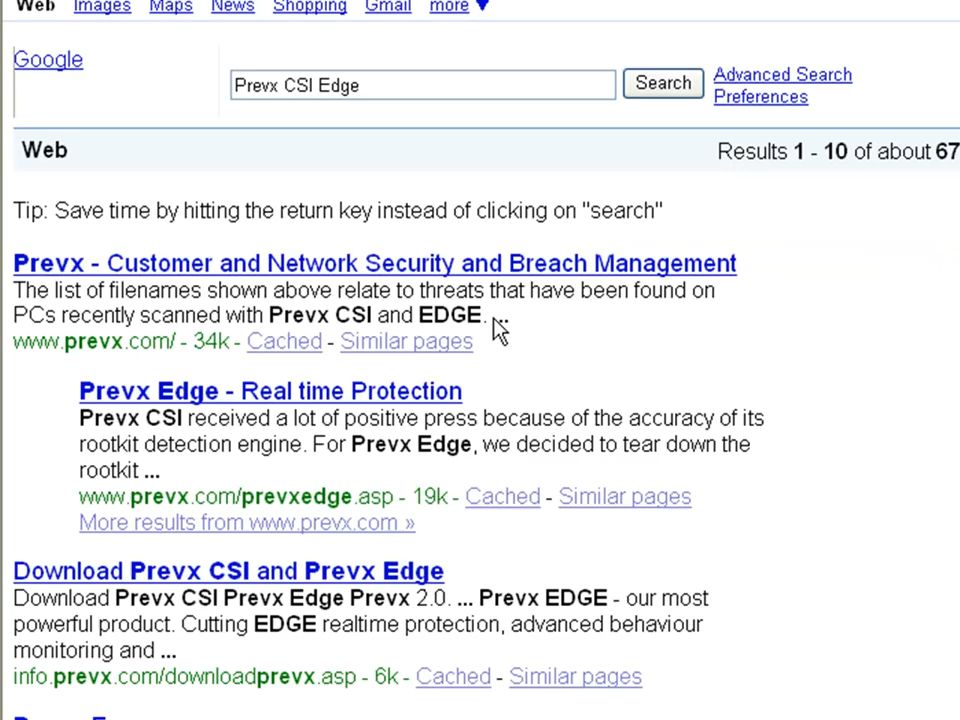 Web Images Maps News Shopping Gmail more ▼
Google
Prevx CSI Edge Search Advanced Search
Preferences
Web Results 1 - 10 of about 67
Tip: Save time by hitting the return key instead of clicking on "search"
Prevx - Customer and Network Security and Breach Management
The list of filenames shown above relate to threats that have been found on
PCs recently scanned with Prevx CSI and EDGE. ...
www.prevx.com/ - 34k - Cached - Similar pages
Prevx Edge - Real time Protection
Prevx CSI received a lot of positive press because of the accuracy of its
rootkit detection engine. For Prevx Edge, we decided to tear down the
rootkit ...
www.prevx.com/prevxedge.asp - 19k - Cached - Similar pages
More results from www.prevx.com »
Download Prevx CSI and Prevx Edge
Download Prevx CSI Prevx Edge Prevx 2.0. ... Prevx EDGE - our most
powerful product. Cutting EDGE realtime protection, advanced behaviour
monitoring and ...
info.prevx.com/downloadprevx.asp - 6k - Cached - Similar pages